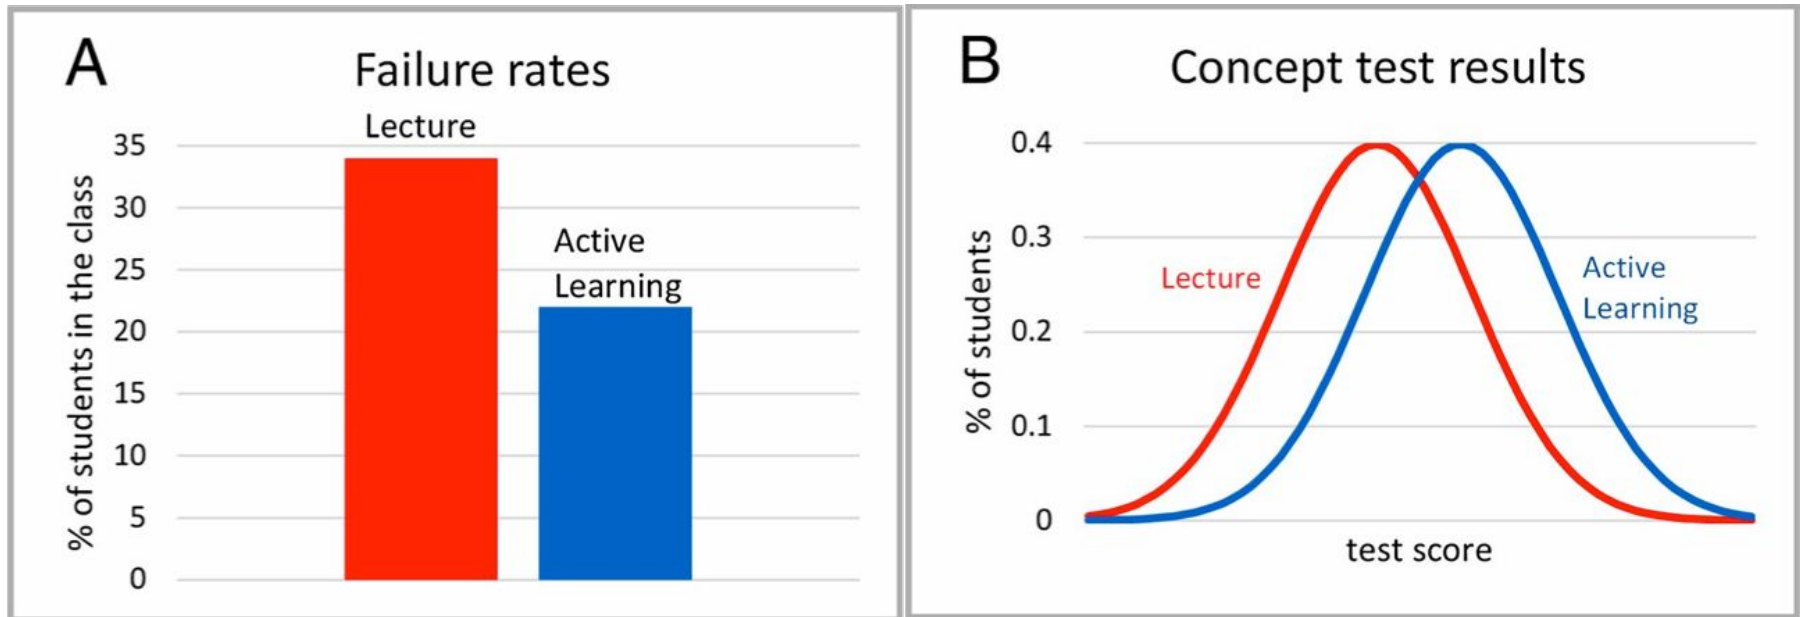 A
Failure rates
Lecture
Active
Learning
% of students in the class
35
30
25
20
15
10
5
0
B
Concept test results
% of students
0.4
0.3
0.2
0.1
0
Lecture
Active
Learning
test score